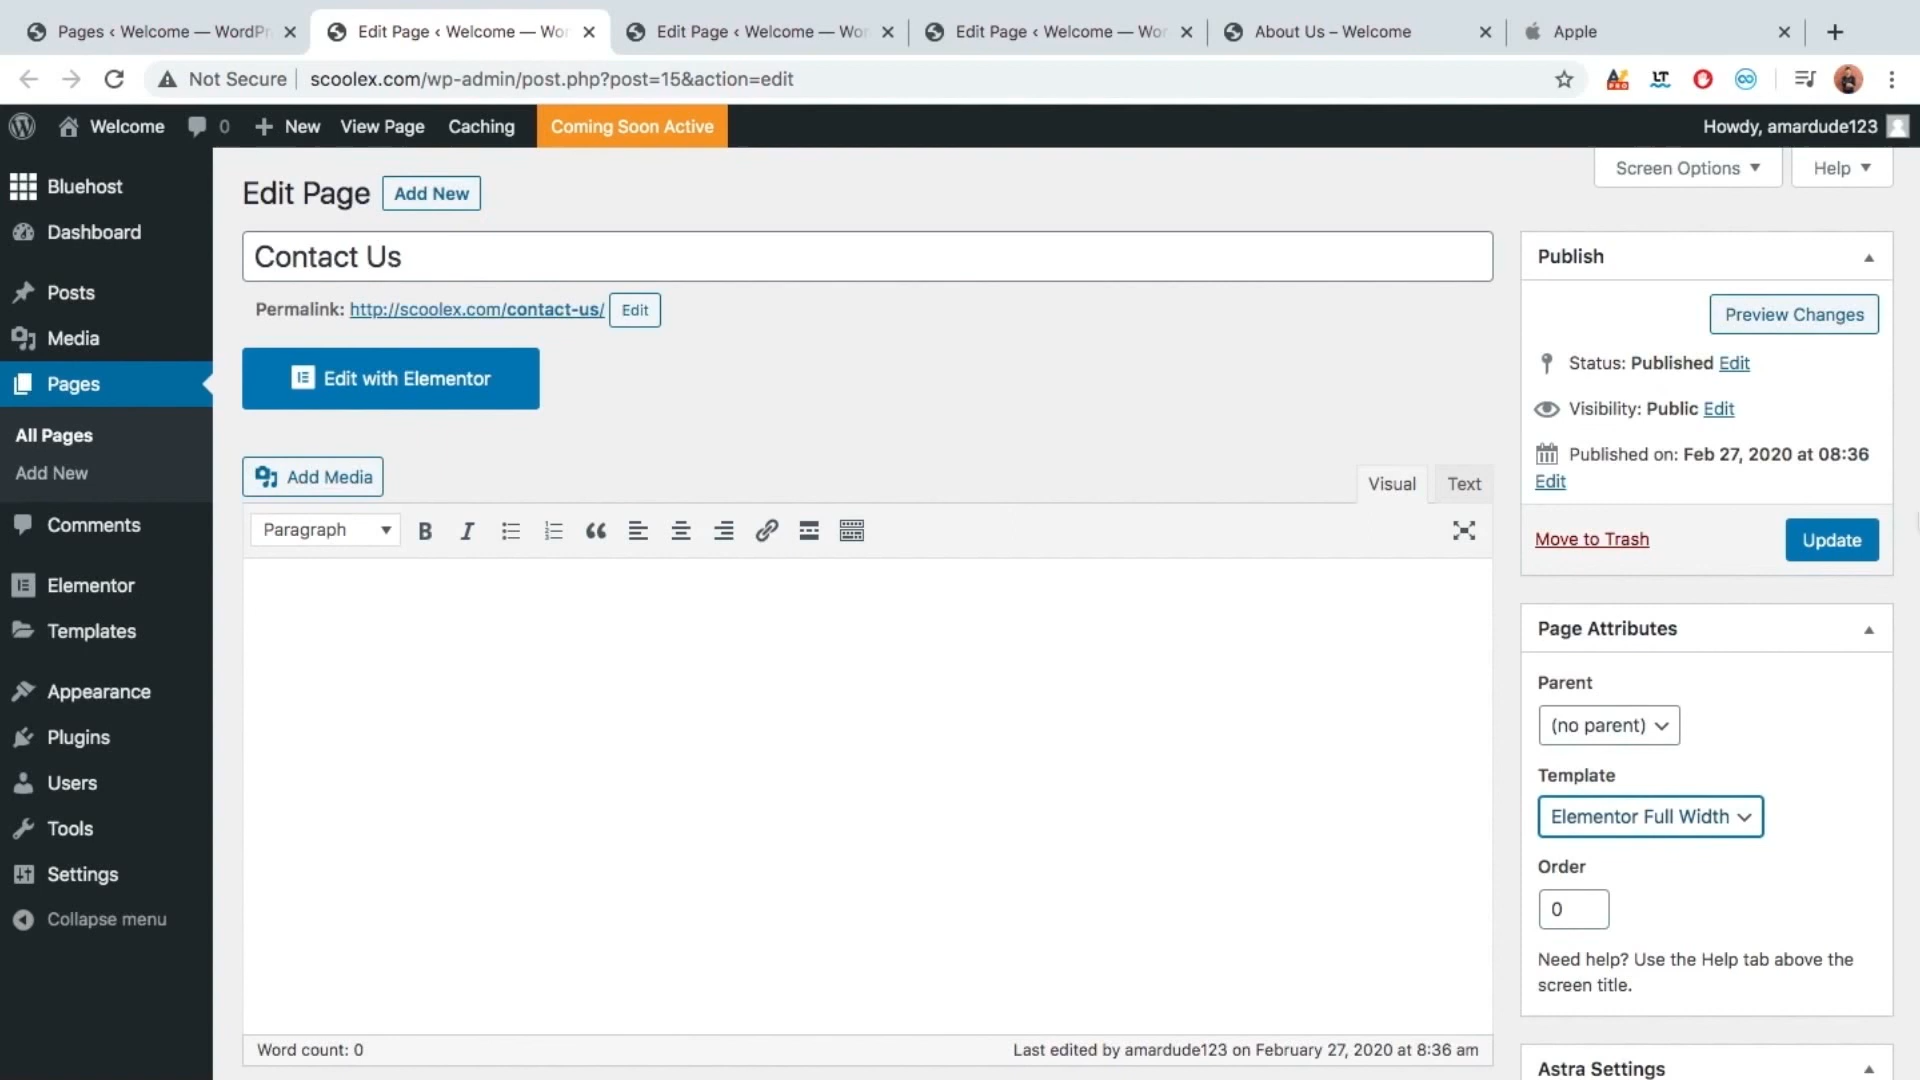 Pages ‹ Welcome — WordPr
Edit Page ‹ Welcome — Wor
Edit Page ‹ Welcome — Wor
Edit Page ‹ Welcome — Wor
About Us – Welcome
Apple
Not Secure
scoolex.com/wp-admin/post.php?post=15&action=edit
Welcome
0
New
View Page
Caching
Coming Soon Active
Howdy, amardude123
Bluehost
Dashboard
Posts
Media
Pages
All Pages
Add New
Comments
Elementor
Templates
Appearance
Plugins
Users
Tools
Settings
Collapse menu
Screen Options
Help
Edit Page
Add New
Contact Us
Permalink: http://scoolex.com/contact-us/ Edit
Edit with Elementor
Add Media
Visual
Text
Paragraph
Word count: 0
Last edited by amardude123 on February 27, 2020 at 8:36 am
Publish
Preview Changes
Status: Published Edit
Visibility: Public Edit
Published on: Feb 27, 2020 at 08:36
Edit
Move to Trash
Update
Page Attributes
Parent
(no parent)
Template
Elementor Full Width
Order
0
Need help? Use the Help tab above the
screen title.
Astra Settings